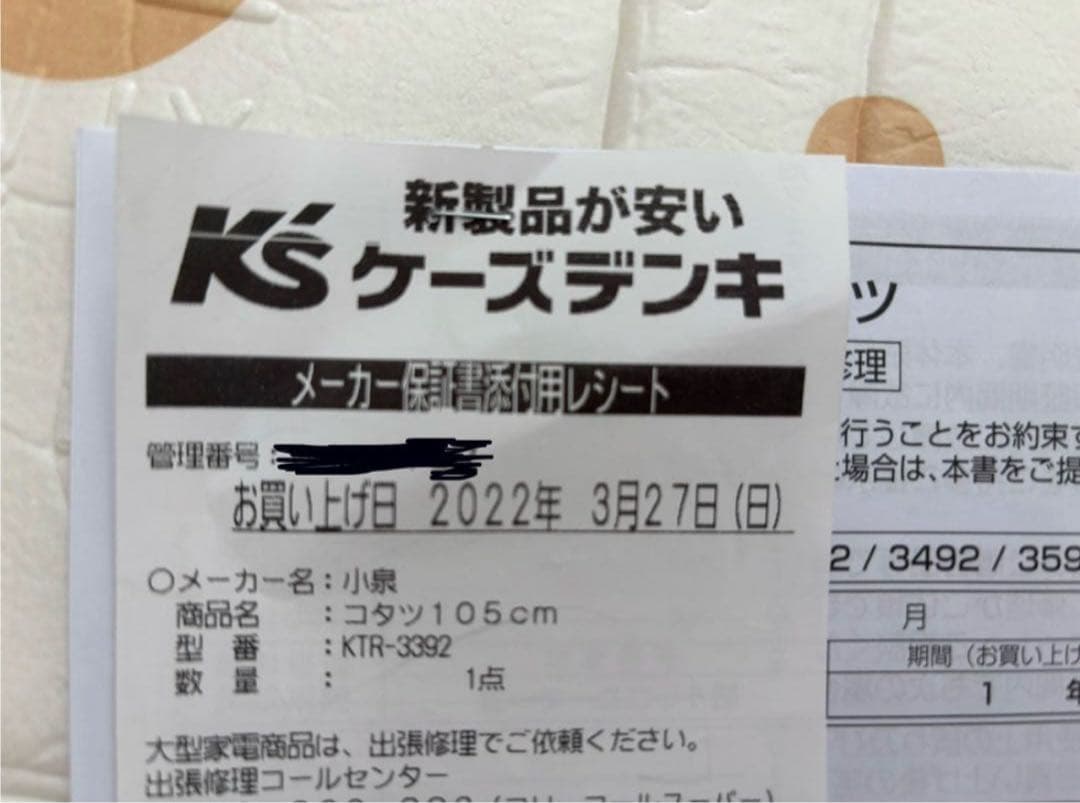 新製品が安い
K's ケーズデンキ
メーカー保証書添付用レシート
管理番号
お買い上げ日 2022年 3月27日(日)
○メーカー名:小泉
商品名 :コタツ105cm
型 番 :KTR-3392
数 量 : 1点
大型家電商品は、出張修理でご依頼ください。
出張修理コールセンター
ツ
修理
行うことをお約束す
場合は、本書をご提
2 / 3492 / 359
月
期間(お買い上げ
1 年